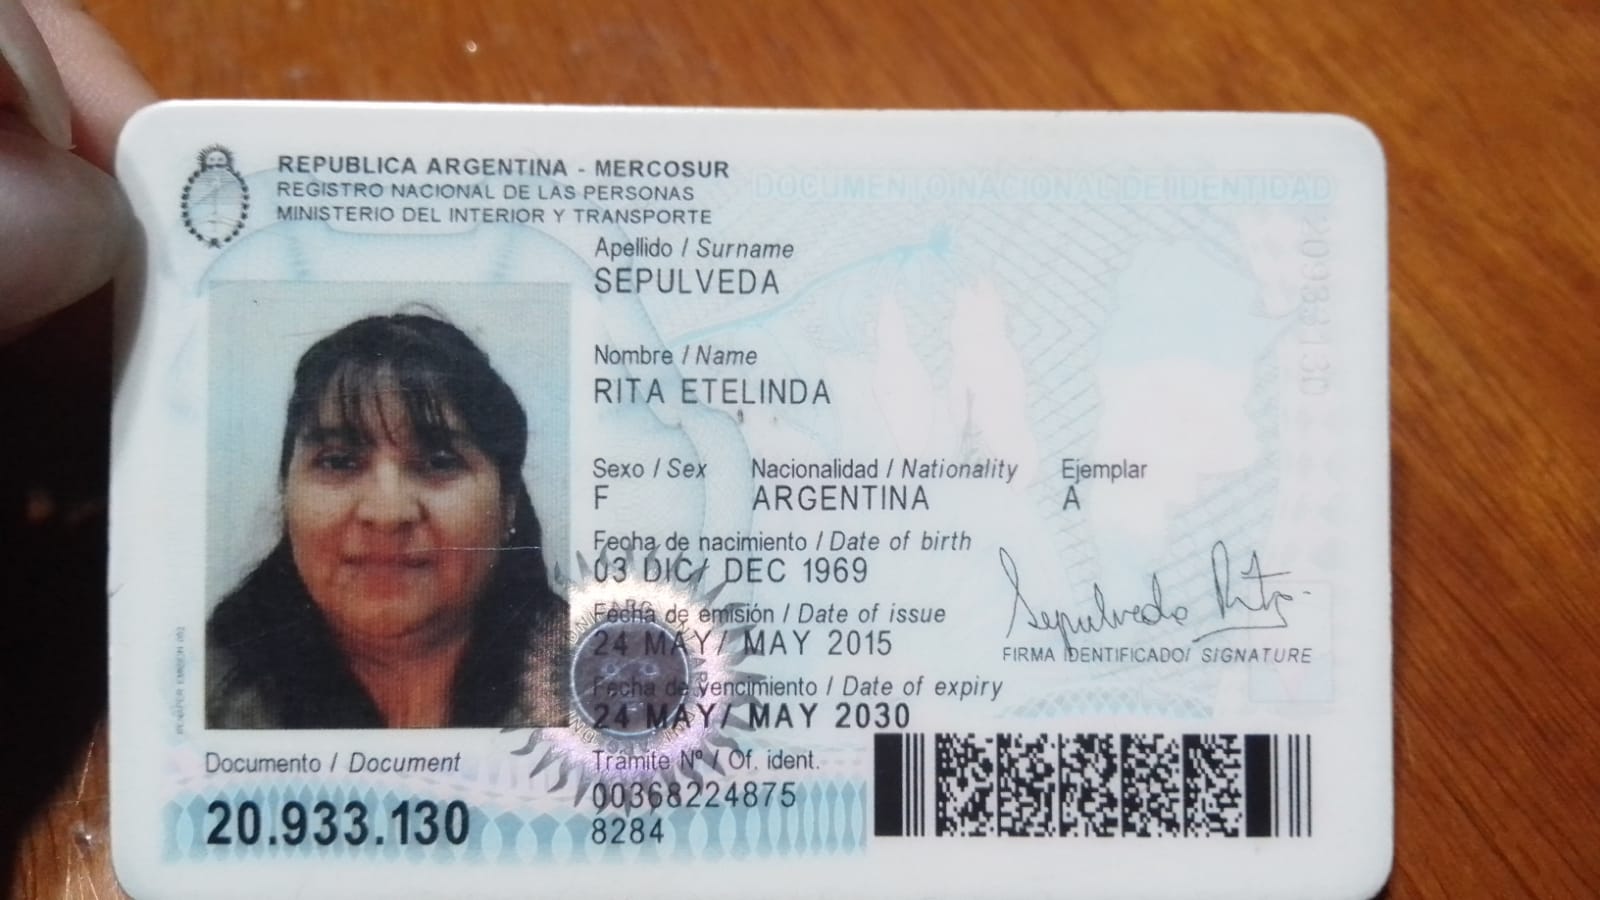 REPUBLICA ARGENTINA - MERCOSUR
REGISTRO NACIONAL DE LAS PERSONAS
MINISTERIO DEL INTERIOR Y TRANSPORTE
DOCUMENTO NACIONAL DE IDENTIDAD
Apellido / Surname
SEPULVEDA
Nombre / Name
RITA ETELINDA
Sexo / Sex Nacionalidad / Nationality Ejemplar
F ARGENTINA A
Fecha de nacimiento / Date of birth
03 DIC/ DEC 1969
Fecha de emisión / Date of issue
24 MAY/ MAY 2015
Fecha de vencimiento / Date of expiry
24 MAY/ MAY 2030
Sepulveda Rita
FIRMA IDENTIFICADO/ SIGNATURE
Documento / Document
20.933.130
Trámite Nº / Of. ident.
00368224875
8284